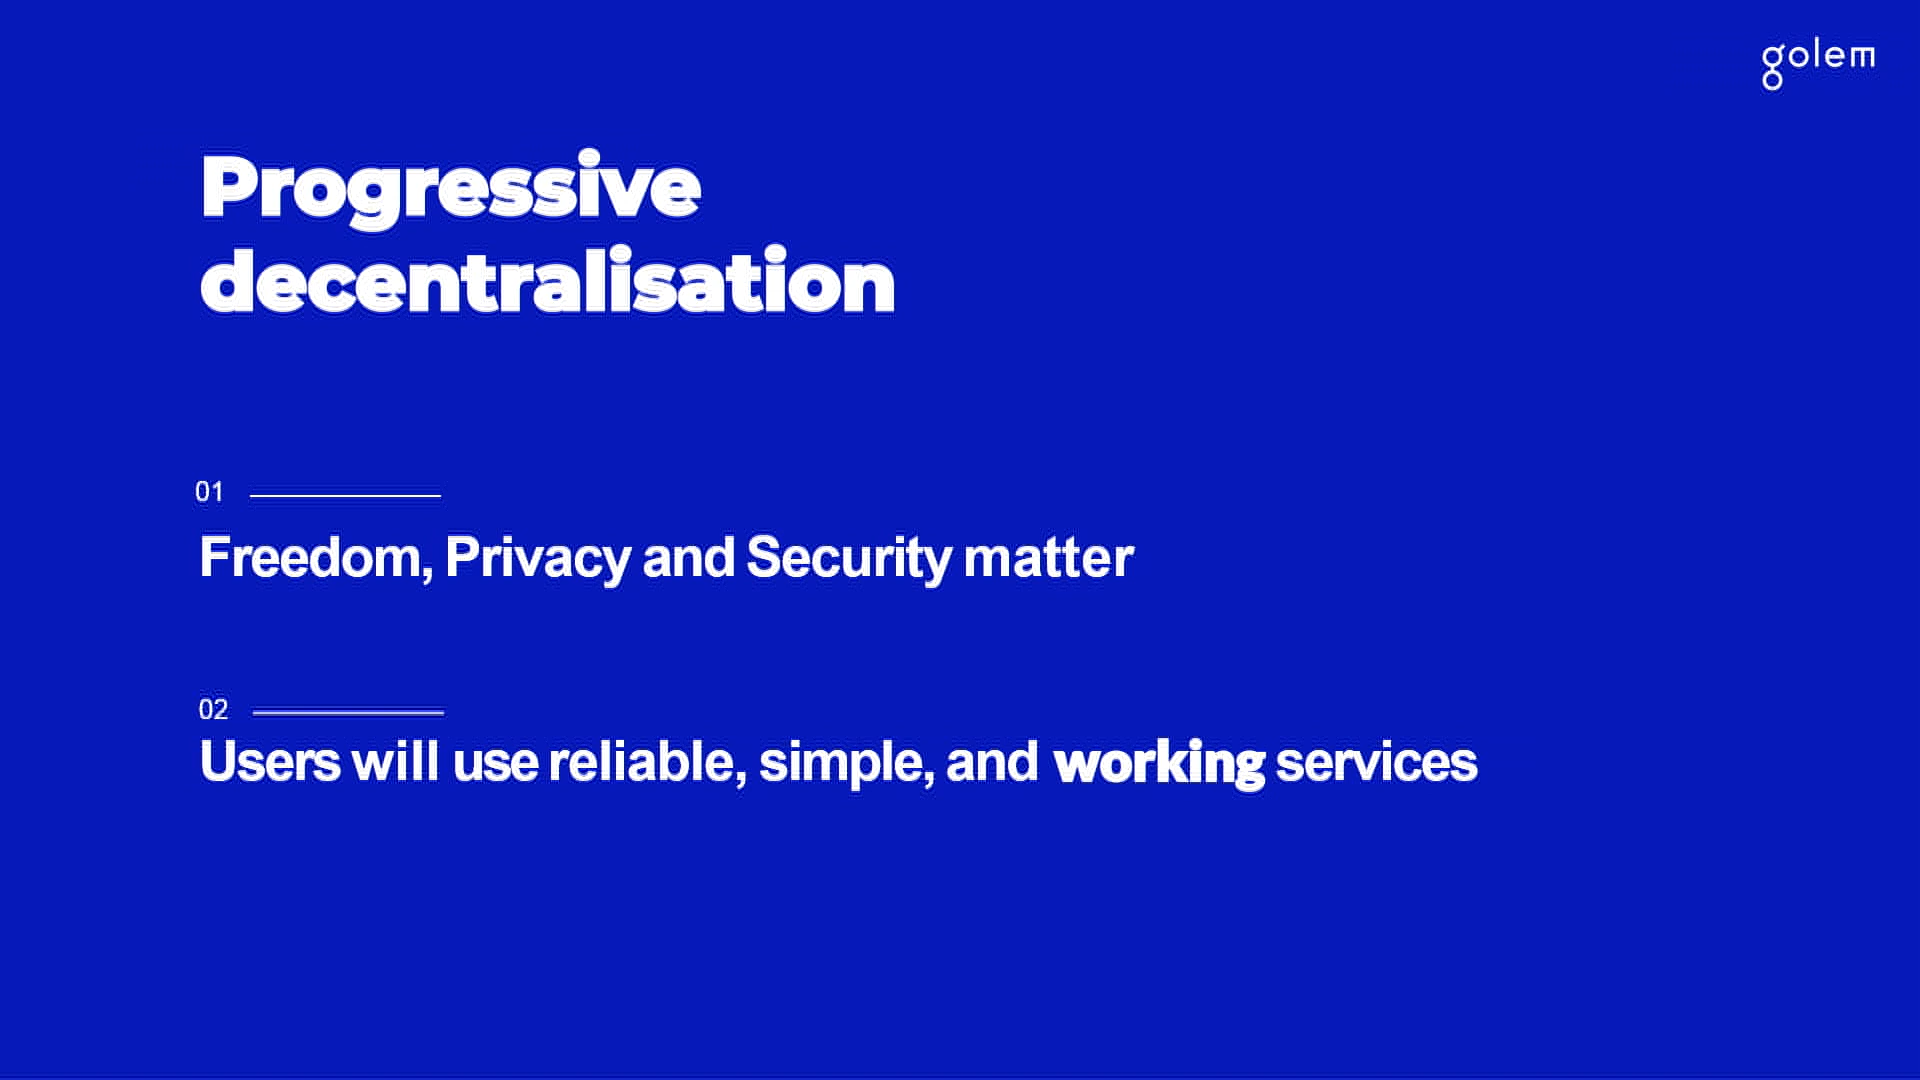 golem
Progressive
decentralisation
01
Freedom, Privacy and Security matter
02
Users will use reliable, simple, and working services